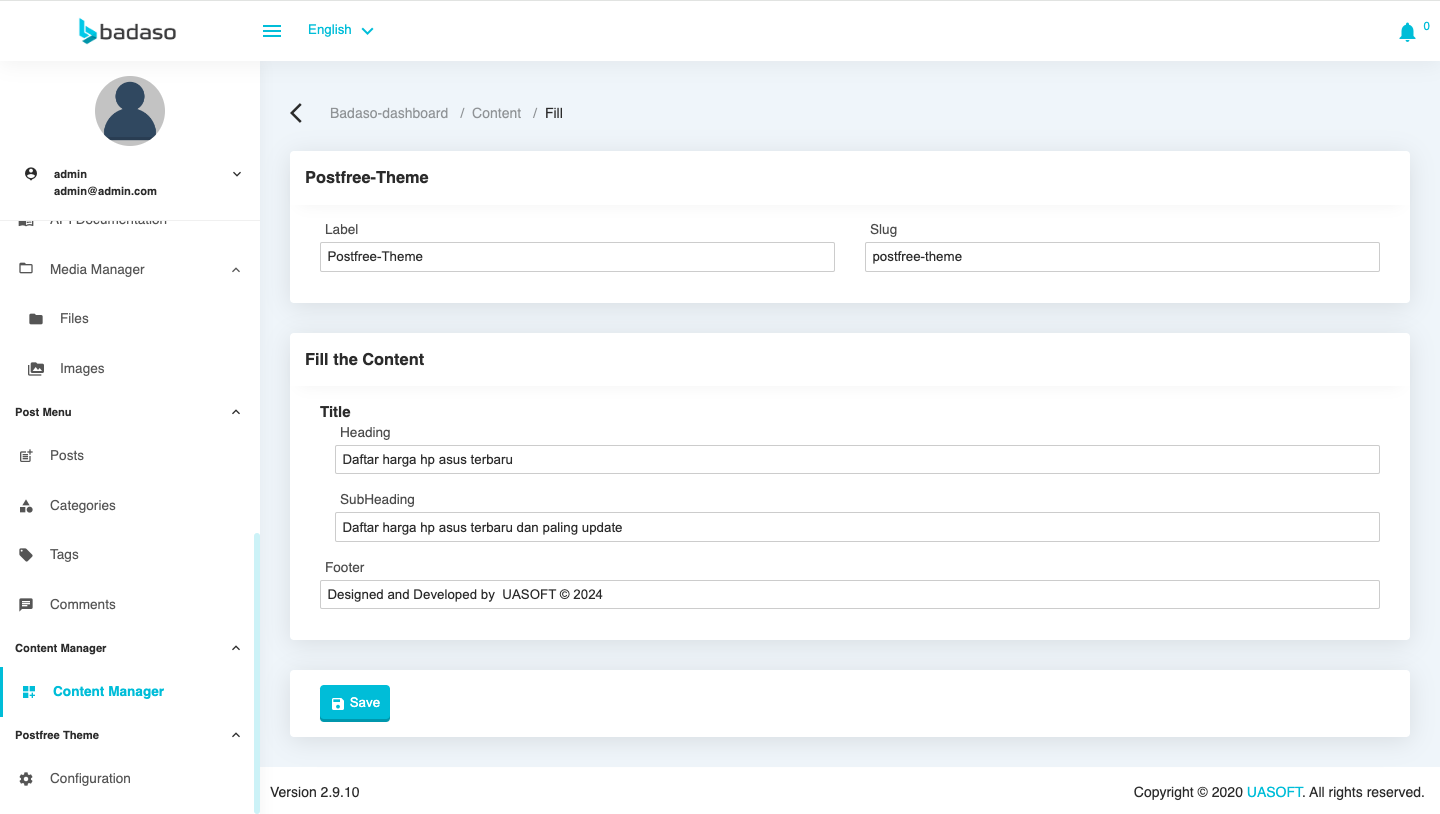 badaso
English
0
admin
admin@admin.com
API Documentation
Media Manager
Files
Images
Post Menu
Posts
Categories
Tags
Comments
Content Manager
Content Manager
Postfree Theme
Configuration
Badaso-dashboard / Content / Fill
Postfree-Theme
Label
Postfree-Theme
Slug
postfree-theme
Fill the Content
Title
Heading
Daftar harga hp asus terbaru
SubHeading
Daftar harga hp asus terbaru dan paling update
Footer
Designed and Developed by  UASOFT © 2024
Save
Version 2.9.10
Copyright © 2020 UASOFT. All rights reserved.